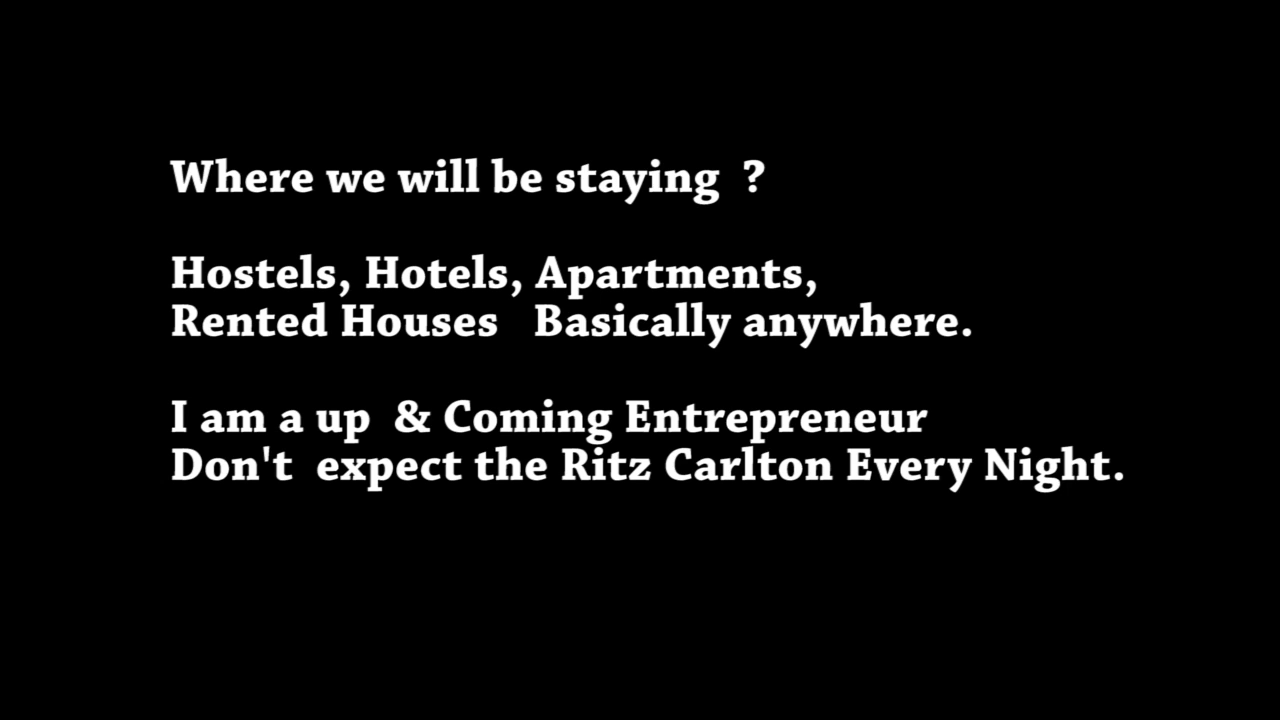 Where we will be staying  ?
Hostels, Hotels, Apartments,
Rented Houses   Basically anywhere.
I am a up  & Coming Entrepreneur
Don't  expect the Ritz Carlton Every Night.